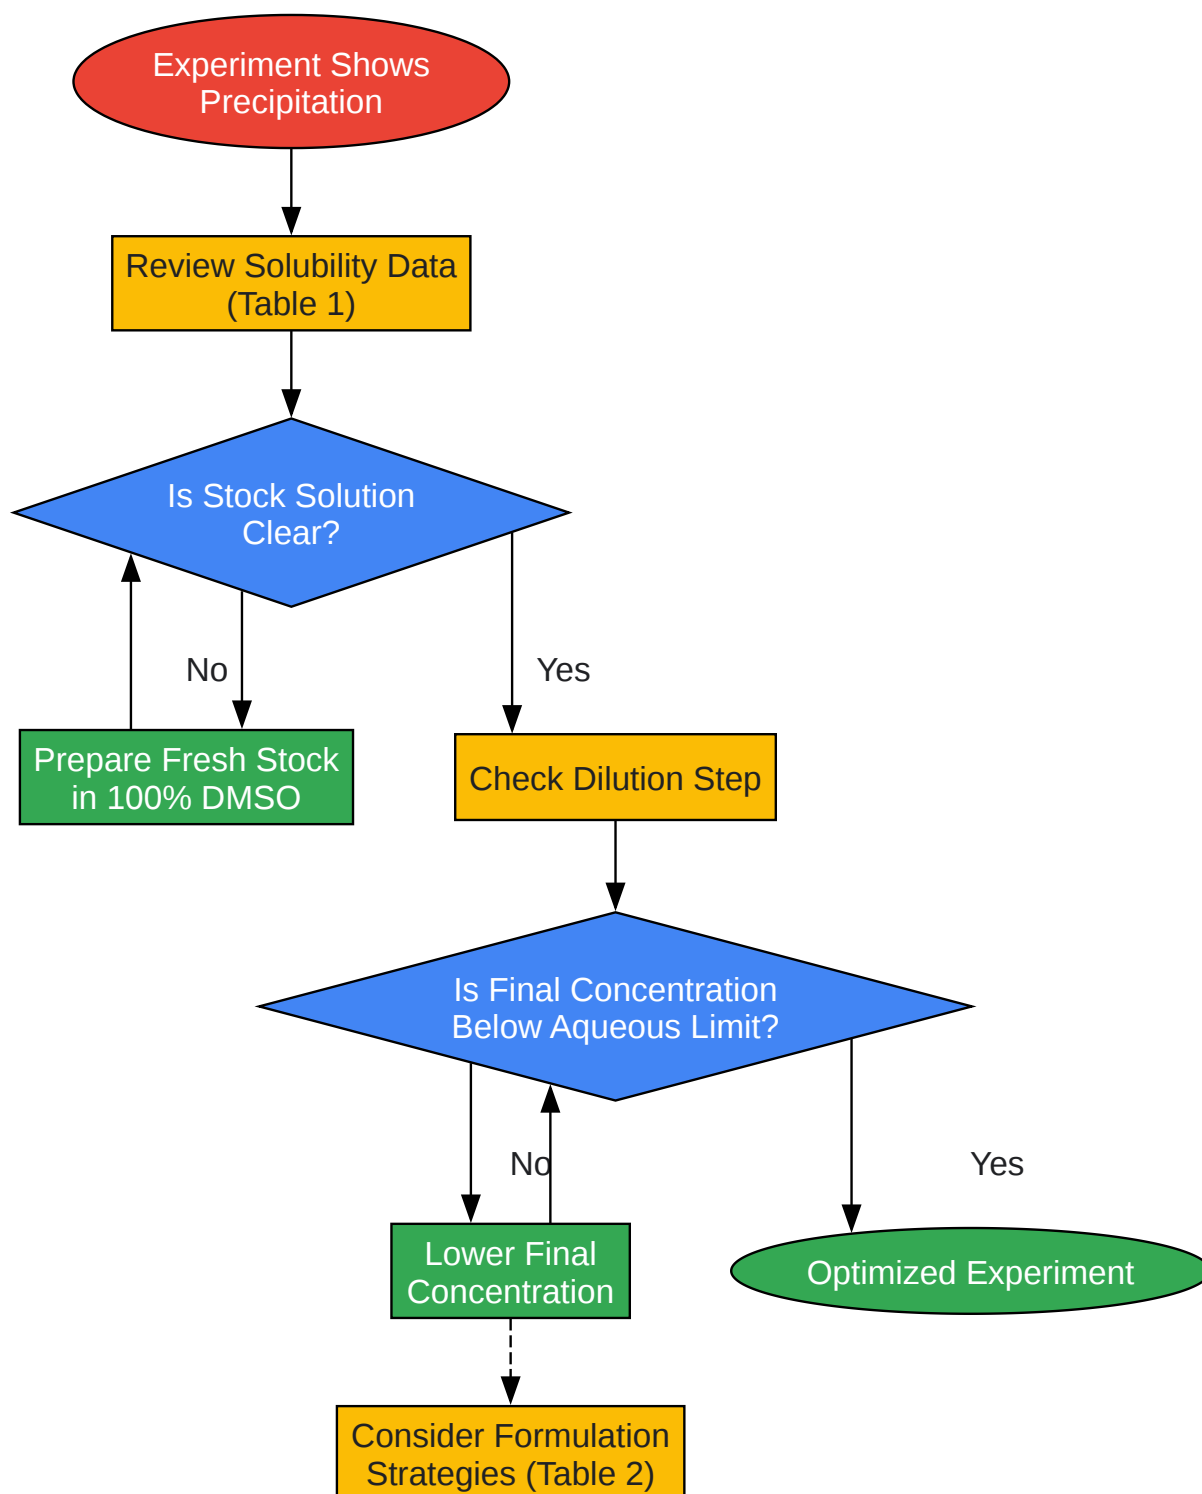 Experiment Shows
Precipitation
Review Solubility Data
(Table 1)
Is Stock Solution
Clear?
No
Yes
Prepare Fresh Stock
in 100% DMSO
Check Dilution Step
Is Final Concentration
Below Aqueous Limit?
No
Yes
Lower Final
Concentration
Optimized Experiment
Consider Formulation
Strategies (Table 2)